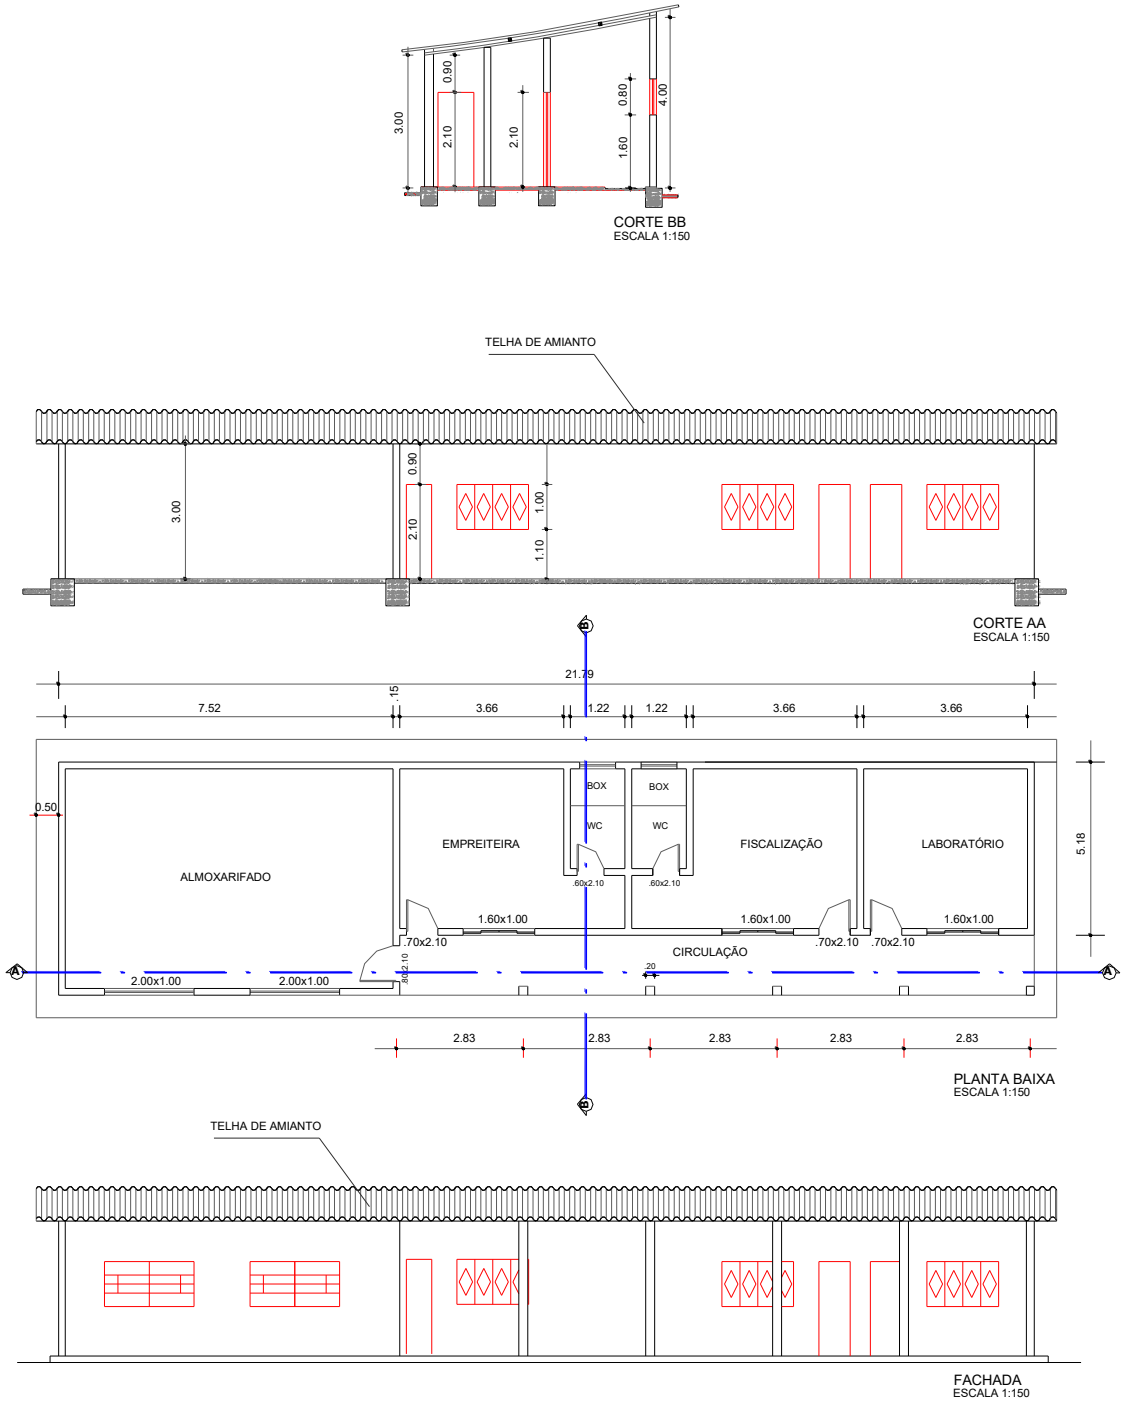 3.00
0.90
2.10
2.10
0.80
1.60
4.00
CORTE BB
ESCALA 1:150
TELHA DE AMIANTO
3.00
0.90
2.10
1.00
1.10
CORTE AA
ESCALA 1:150
B
21.79
7.52
.15
3.66
1.22
1.22
3.66
3.66
0.50
BOX
BOX
WC
WC
EMPREITEIRA
FISCALIZAÇÃO
LABORATÓRIO
5.18
ALMOXARIFADO
.60x2.10
.60x2.10
1.60x1.00
1.60x1.00
1.60x1.00
.70x2.10
.70x2.10
.70x2.10
CIRCULAÇÃO
.80x2.10
.20
A
A
2.00x1.00
2.00x1.00
2.83
2.83
2.83
2.83
2.83
B
PLANTA BAIXA
ESCALA 1:150
TELHA DE AMIANTO
FACHADA
ESCALA 1:150